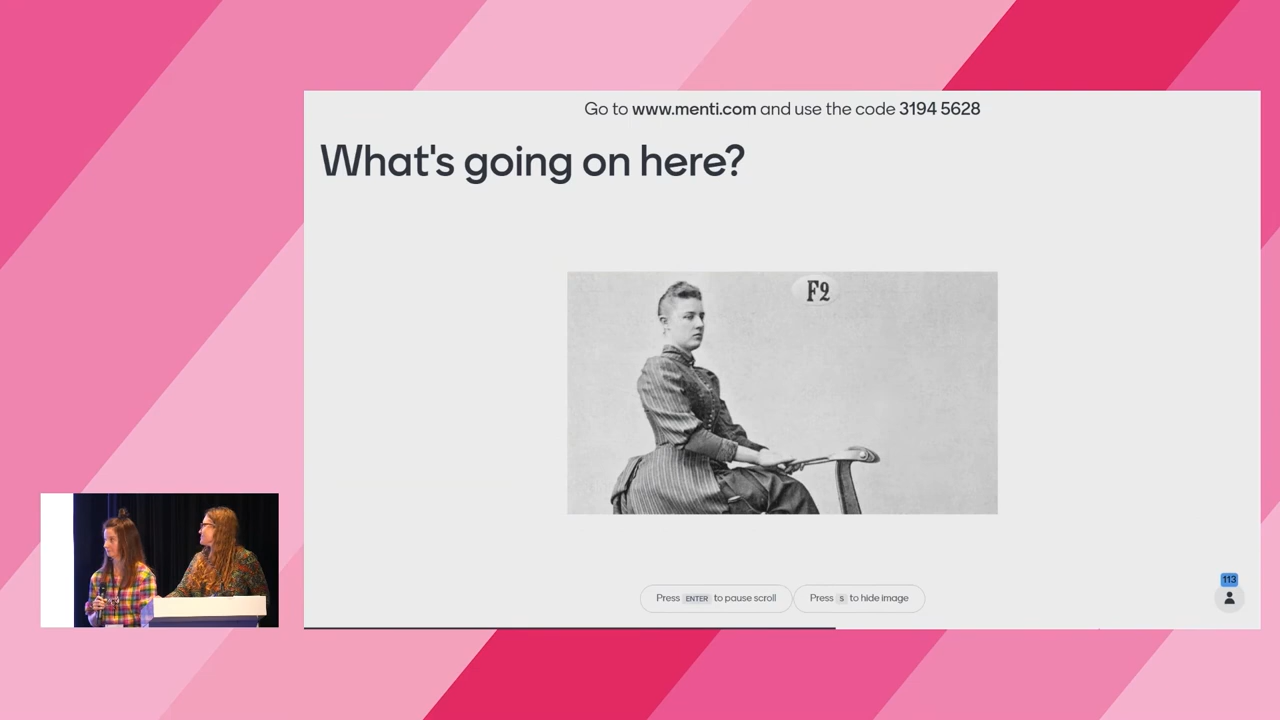 Go to www.menti.com and use the code 3194 5628
What's going on here?
F2
Press ENTER to pause scroll
Press S to hide image
113